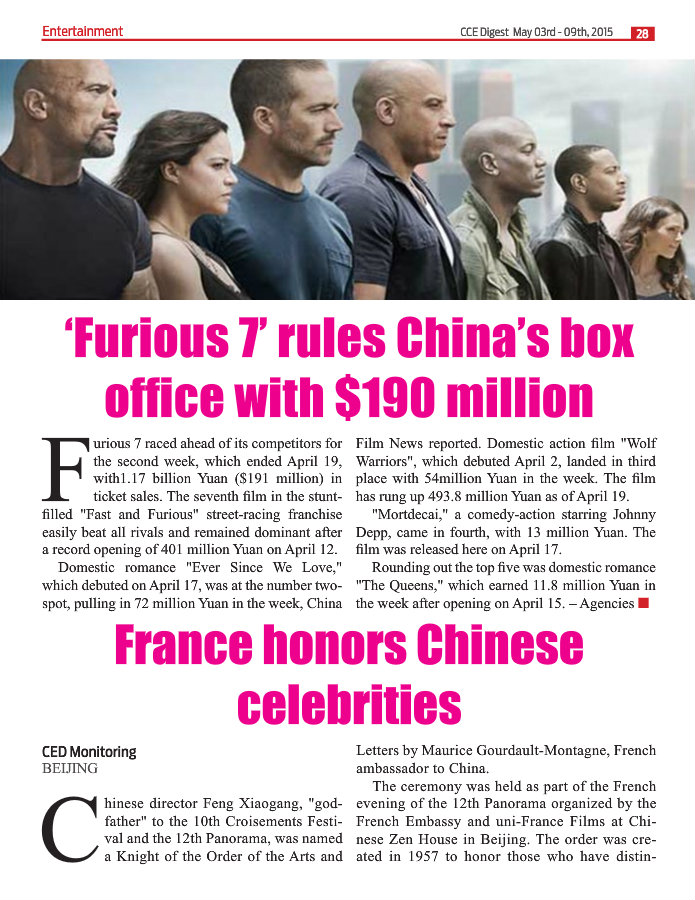 Entertainment
CCE Digest May 03rd - 09th, 2015 28
‘Furious 7’ rules China’s box
office with $190 million
Furious 7 raced ahead of its competitors for
the second week, which ended April 19,
with1.17 billion Yuan ($191 million) in
ticket sales. The seventh film in the stunt-
filled "Fast and Furious" street-racing franchise
easily beat all rivals and remained dominant after
a record opening of 401 million Yuan on April 12.
Domestic romance "Ever Since We Love,"
which debuted on April 17, was at the number two-
spot, pulling in 72 million Yuan in the week, China
Film News reported. Domestic action film "Wolf
Warriors", which debuted April 2, landed in third
place with 54million Yuan in the week. The film
has rung up 493.8 million Yuan as of April 19.
"Mortdecai," a comedy-action starring Johnny
Depp, came in fourth, with 13 million Yuan. The
film was released here on April 17.
Rounding out the top five was domestic romance
"The Queens," which earned 11.8 million Yuan in
the week after opening on April 15. – Agencies
France honors Chinese
celebrities
CED Monitoring
BEIJING
Chinese director Feng Xiaogang, "god-
father" to the 10th Croisements Festi-
val and the 12th Panorama, was named
a Knight of the Order of the Arts and
Letters by Maurice Gourdault-Montagne, French
ambassador to China.
The ceremony was held as part of the French
evening of the 12th Panorama organized by the
French Embassy and uni-France Films at Chi-
nese Zen House in Beijing. The order was cre-
ated in 1957 to honor those who have distin-